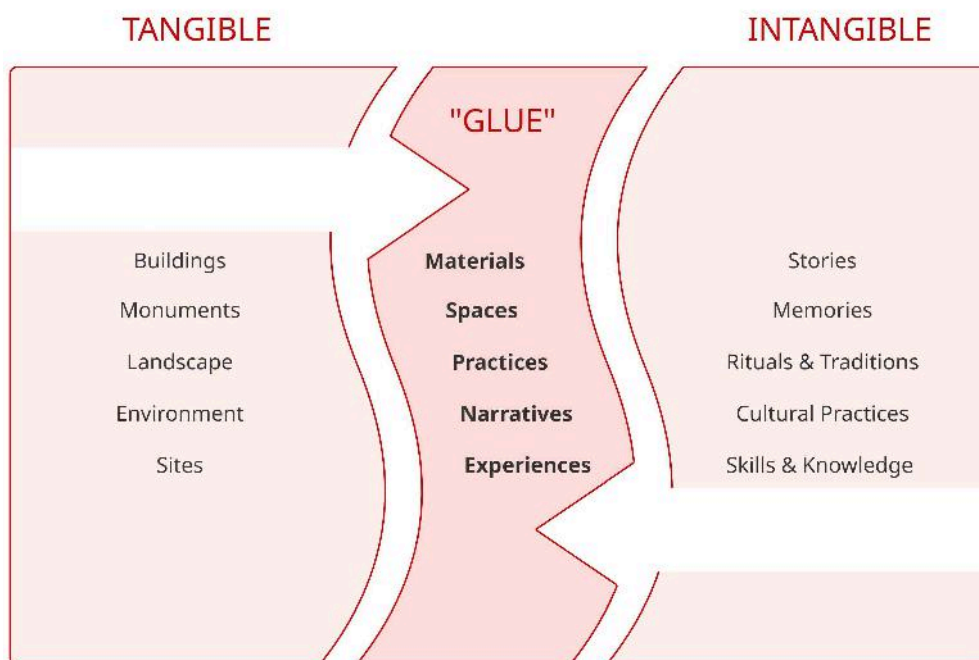 TANGIBLE
INTANGIBLE
"GLUE"
Buildings
Monuments
Landscape
Environment
Sites
Materials
Spaces
Practices
Narratives
Experiences
Stories
Memories
Rituals & Traditions
Cultural Practices
Skills & Knowledge